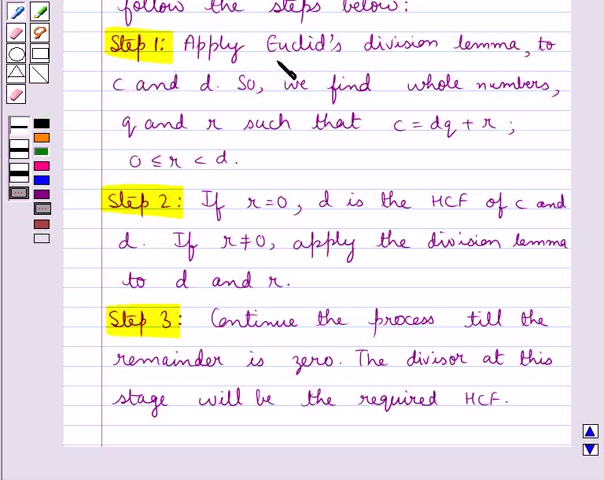 follow the steps below:
Step 1: Apply Euclid's division lemma, to
c and d. So, we find whole numbers,
q and r such that c = dq + r ;
0 ≤ r < d.
Step 2: If r=0, d is the HCF of c and
d. If r≠0, apply the division lemma
to d and r.
Step 3: Continue the process till the
remainder is zero. The divisor at this
stage will be the required HCF.